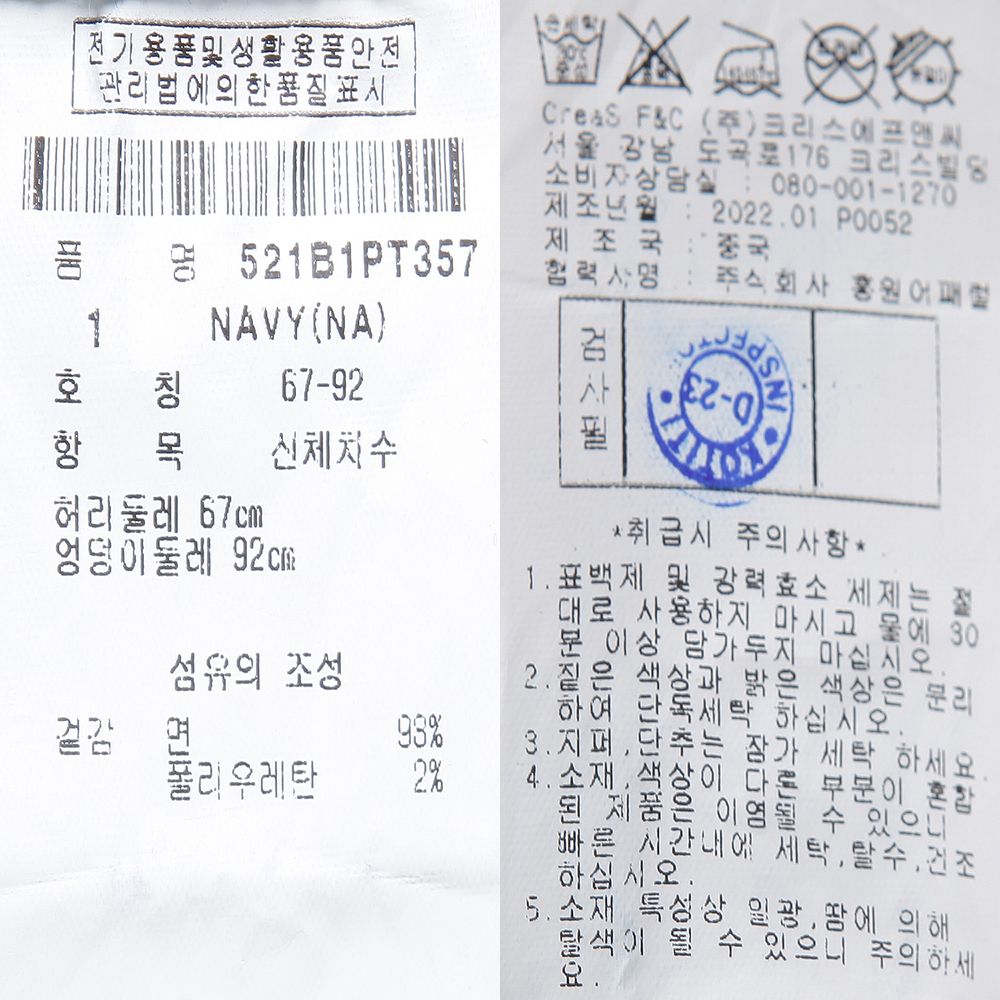 전기용품및생활용품안전
관리법에의한품질표시
품 명 521B1PT357
1 NAVY(NA)
호 칭 67-92
항 목 신체치수
허리둘레 67cm
엉덩이둘레 92cm
섬유의 조성
겉감 면 98%
폴리우레탄 2%
손세탁
30℃
중성
CreaS F&C (주)크리스에프앤씨
서울 강남 도곡로176 크리스빌딩
소비자상담실 : 080-001-1270
제조년월 : 2022.01 P0052
제 조 국 : 중국
협력사명 : 주식회사 홍원어패럴
검사필
INSPECTO
D-23
KOTITI
*취급시 주의사항*
1.표백제 및 강력효소 세제는 절
대로 사용하지 마시고 물에 30
분 이상 담가두지 마십시오.
2.짙은 색상과 밝은 색상은 분리
하여 단독세탁 하십시오.
3.지퍼,단추는 잠가 세탁 하세요.
4.소재,색상이 다른 부분이 혼합
된 제품은 이염될 수 있으니
빠른 시간내에 세탁,탈수,건조
하십시오.
5.소재 특성상 일광,땀에 의해
탈색이 될 수 있으니 주의하세
요.